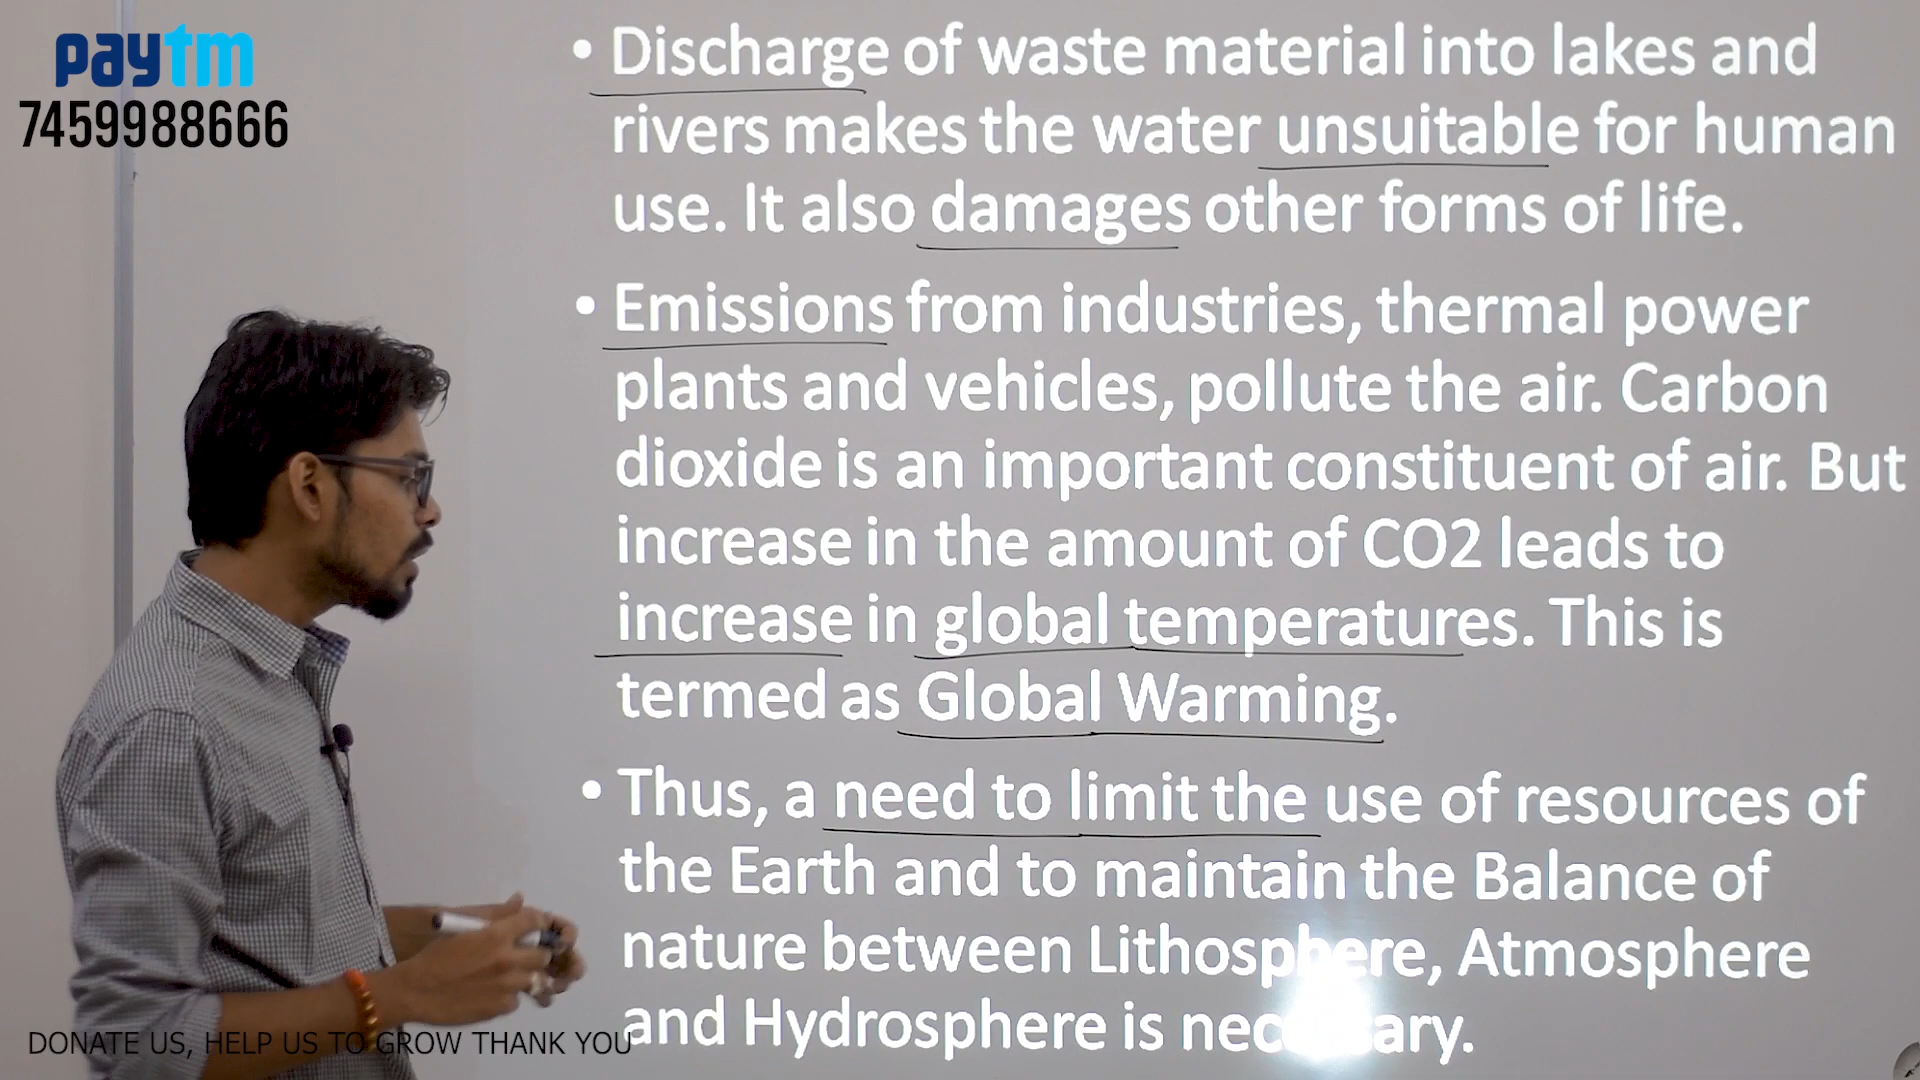 paytm
7459988666
• Discharge of waste material into lakes and
rivers makes the water unsuitable for human
use. It also damages other forms of life.
• Emissions from industries, thermal power
plants and vehicles, pollute the air. Carbon
dioxide is an important constituent of air. But
increase in the amount of CO2 leads to
increase in global temperatures. This is
termed as Global Warming.
• Thus, a need to limit the use of resources of
the Earth and to maintain the Balance of
nature between Lithosphere, Atmosphere
and Hydrosphere is necessary.
DONATE US, HELP US TO GROW THANK YOU